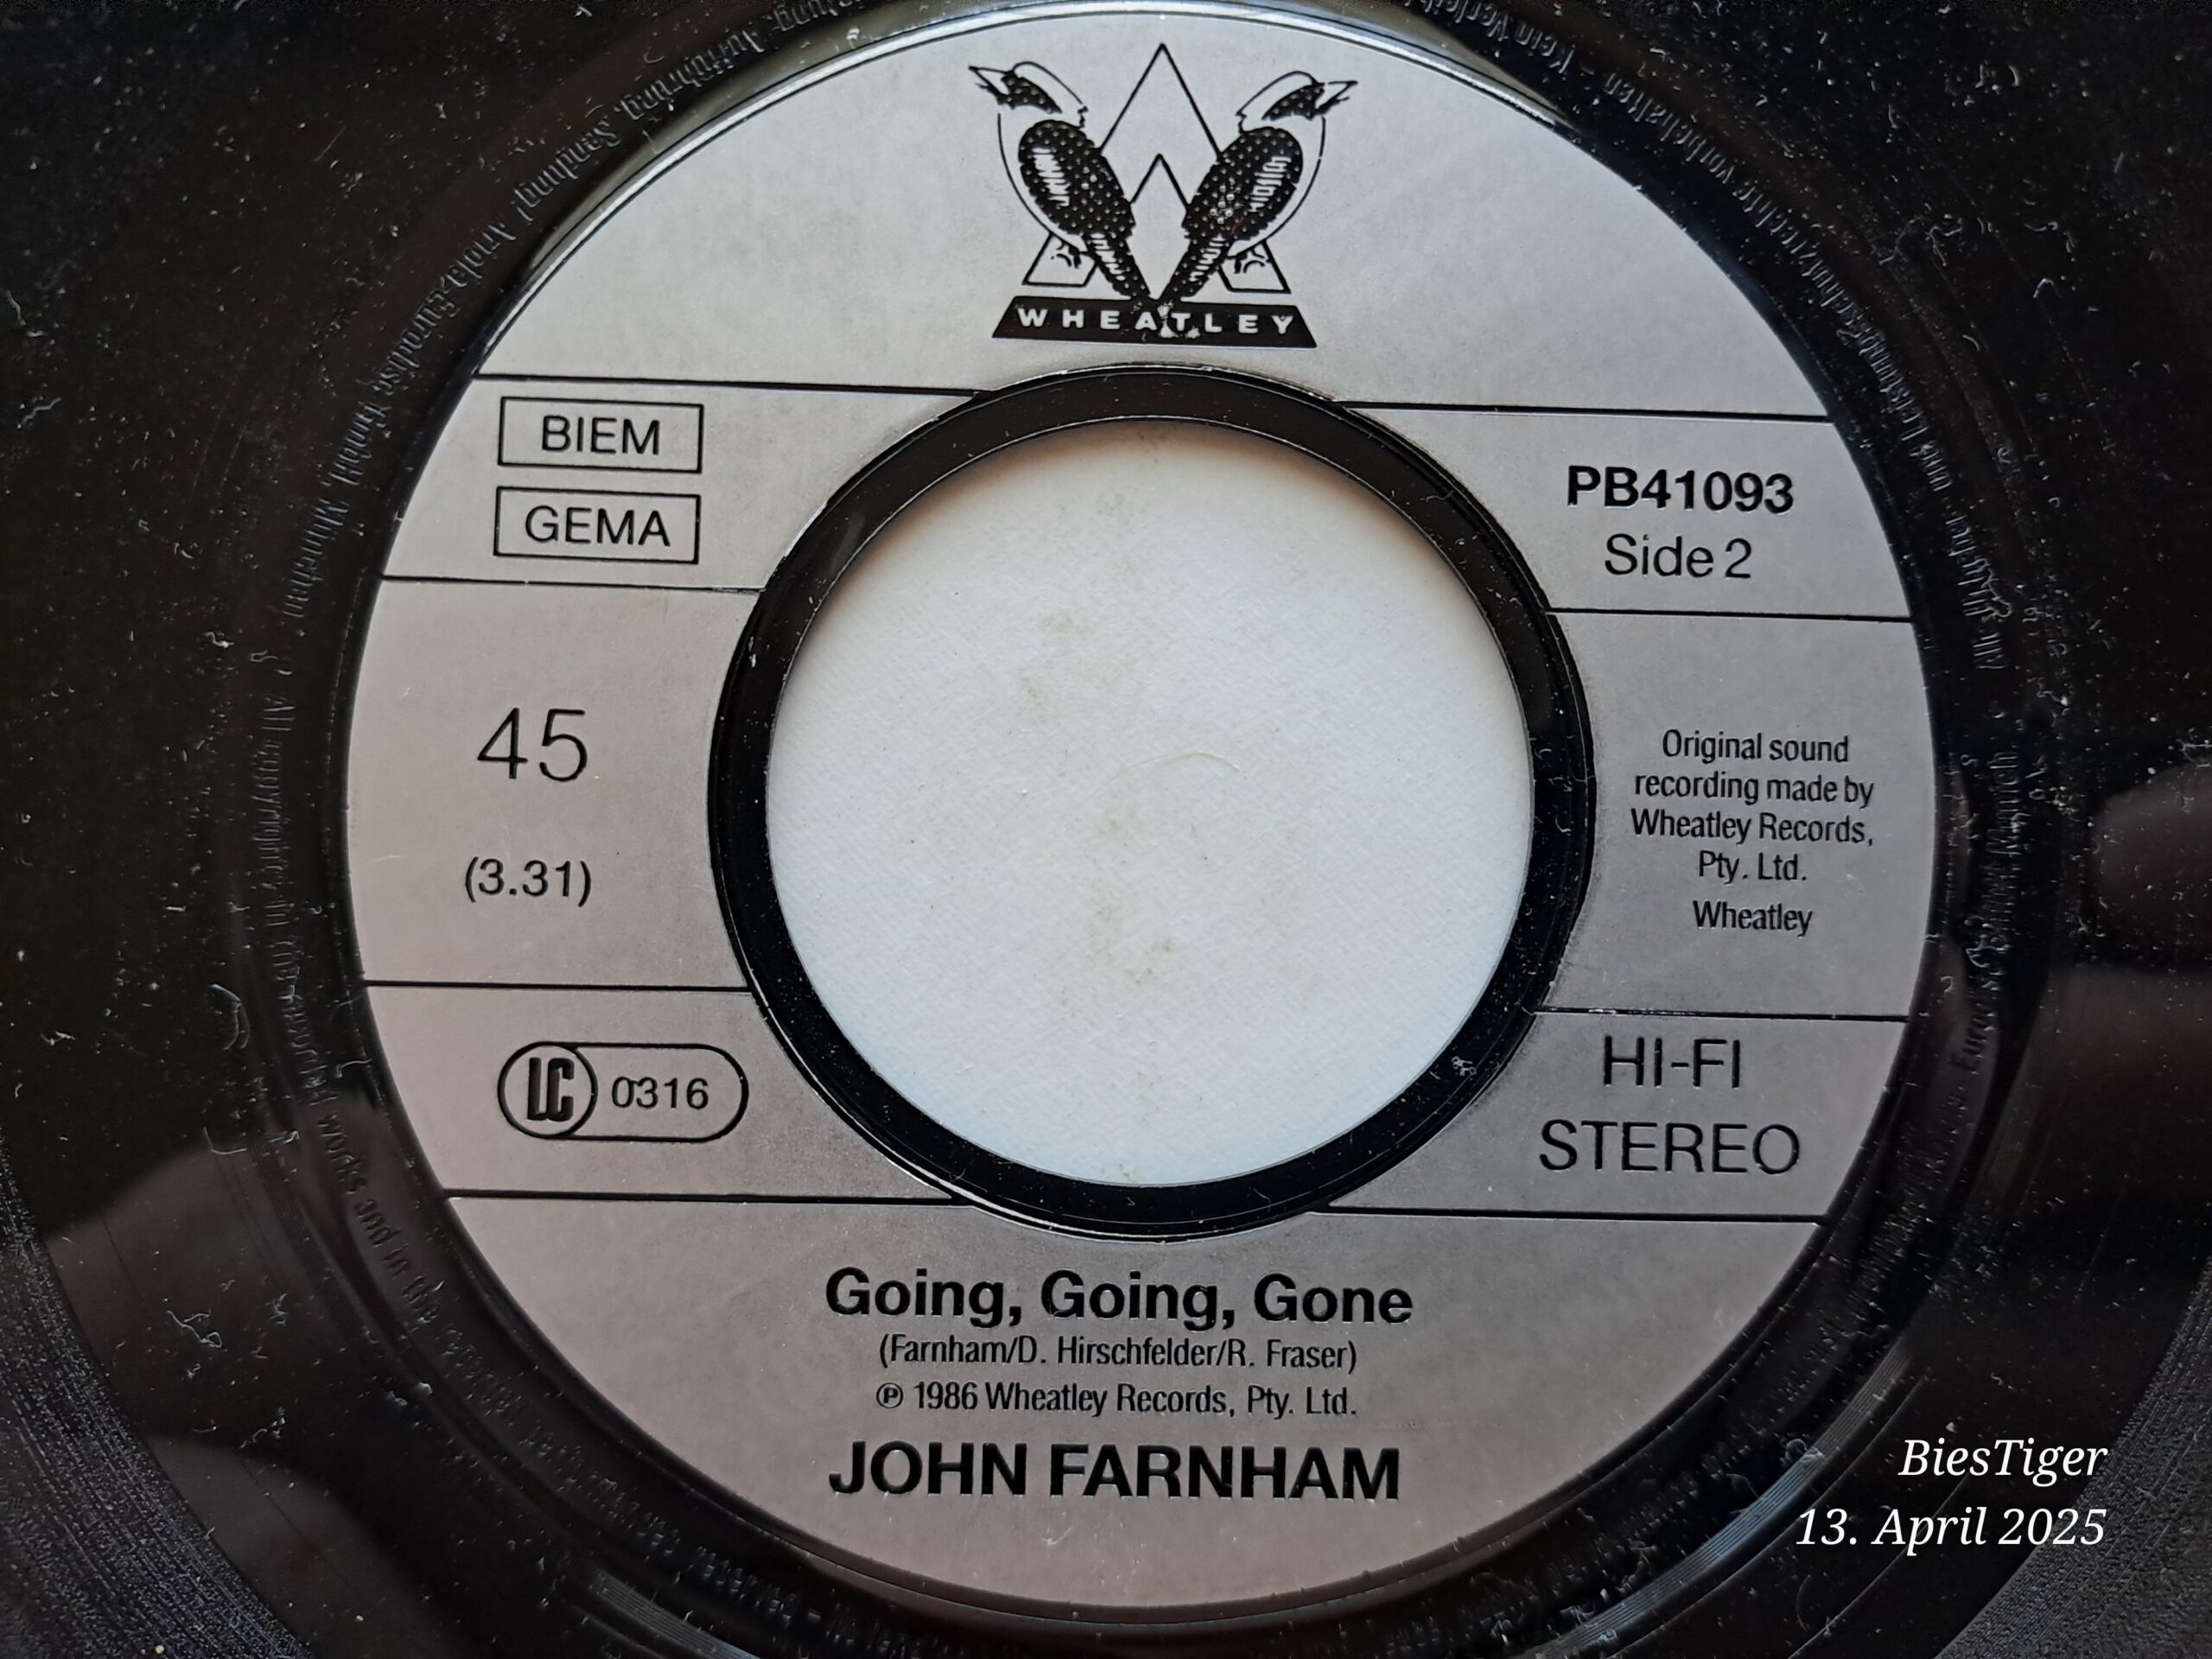 WHEATLEY
BIEM
GEMA
PB41093
Side 2
45
(3.31)
Original sound
recording made by
Wheatley Records,
Pty. Ltd.
Wheatley
LC 0316
HI-FI
STEREO
Going, Going, Gone
(Farnham/D. Hirschfelder/R. Fraser)
℗ 1986 Wheatley Records, Pty. Ltd.
JOHN FARNHAM
BiesTiger
13. April 2025